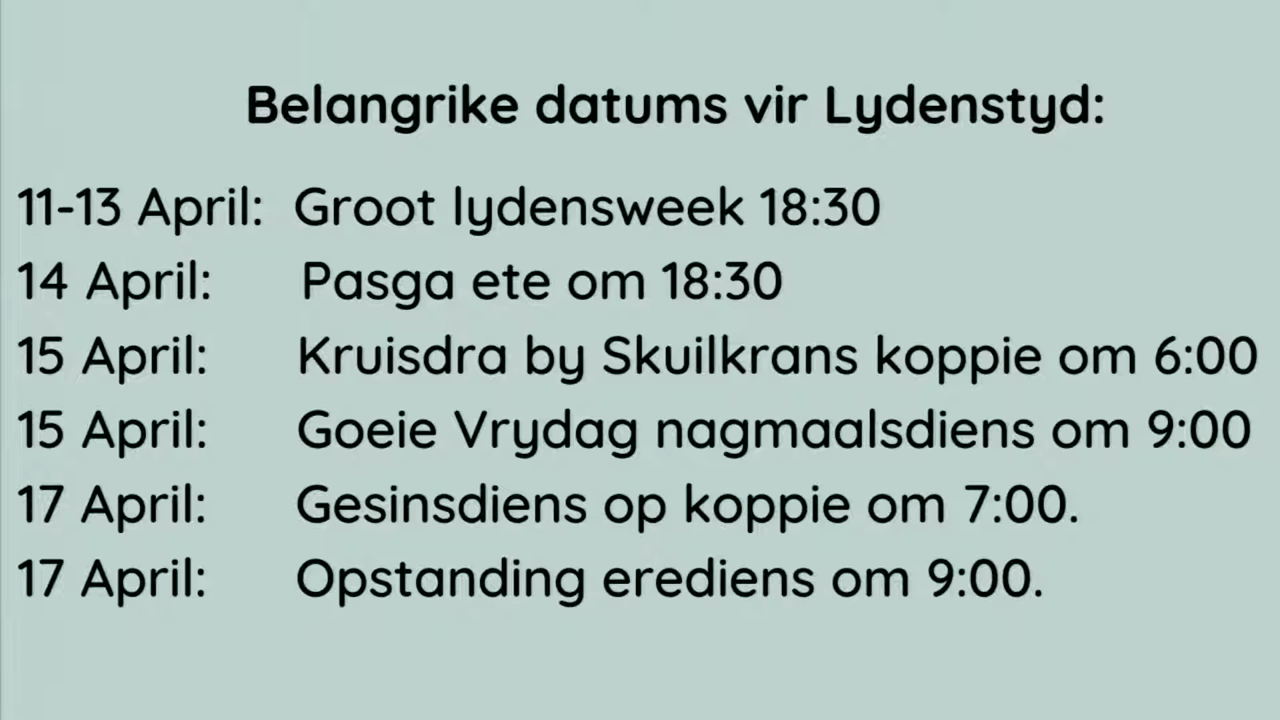 Belangrike datums vir Lydenstyd:
11-13 April: Groot lydensweek 18:30
14 April: Pasga ete om 18:30
15 April: Kruisdra by Skuilkrans koppie om 6:00
15 April: Goeie Vrydag nagmaalsdiens om 9:00
17 April: Gesinsdiens op koppie om 7:00.
17 April: Opstanding erediens om 9:00.